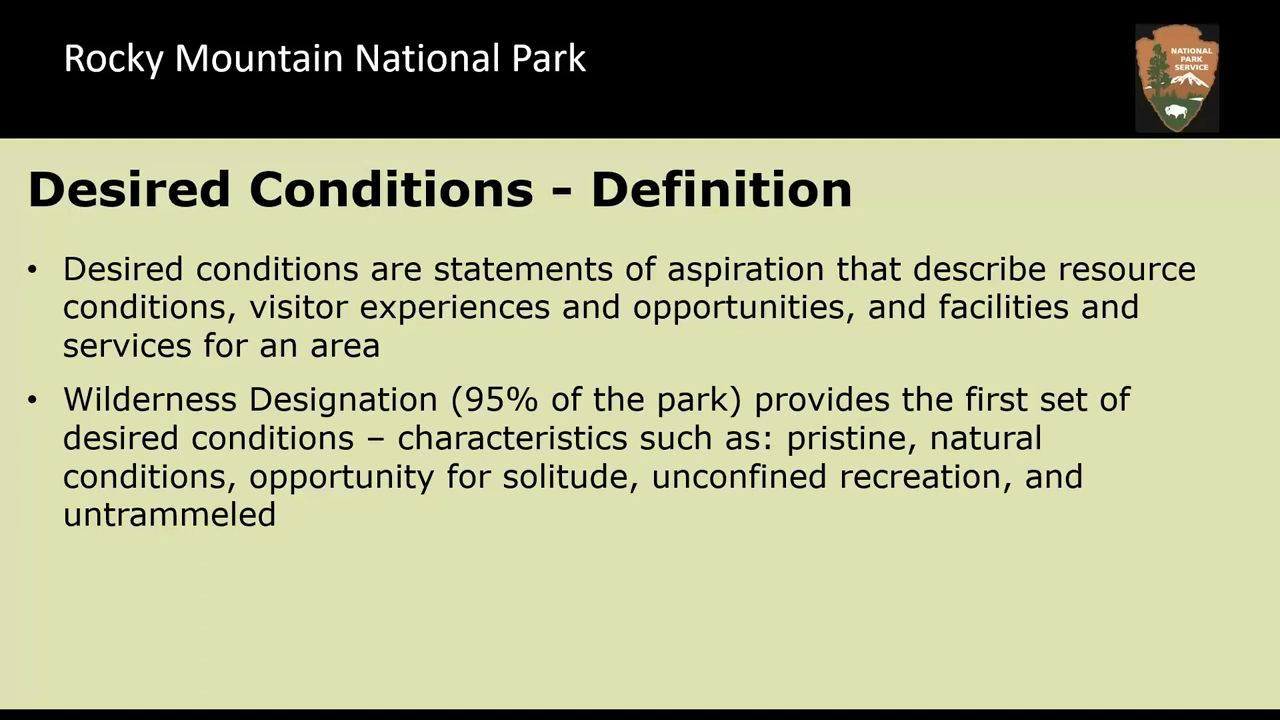 Rocky Mountain National Park
NATIONAL
PARK
SERVICE
Desired Conditions - Definition
• Desired conditions are statements of aspiration that describe resource
conditions, visitor experiences and opportunities, and facilities and
services for an area
• Wilderness Designation (95% of the park) provides the first set of
desired conditions – characteristics such as: pristine, natural
conditions, opportunity for solitude, unconfined recreation, and
untrammeled